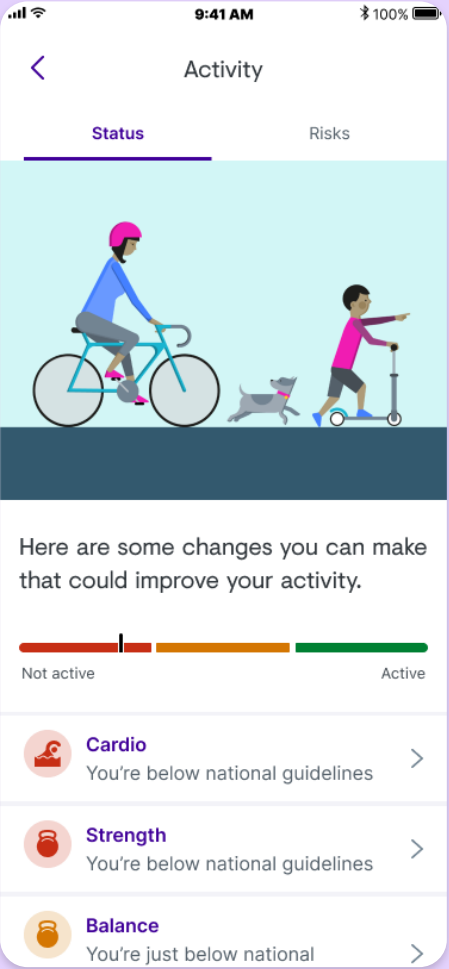 9:41 AM 100%
Activity
Status Risks
Here are some changes you can make
that could improve your activity.
Not active Active
Cardio
You’re below national guidelines
Strength
You’re below national guidelines
Balance
You’re just below national